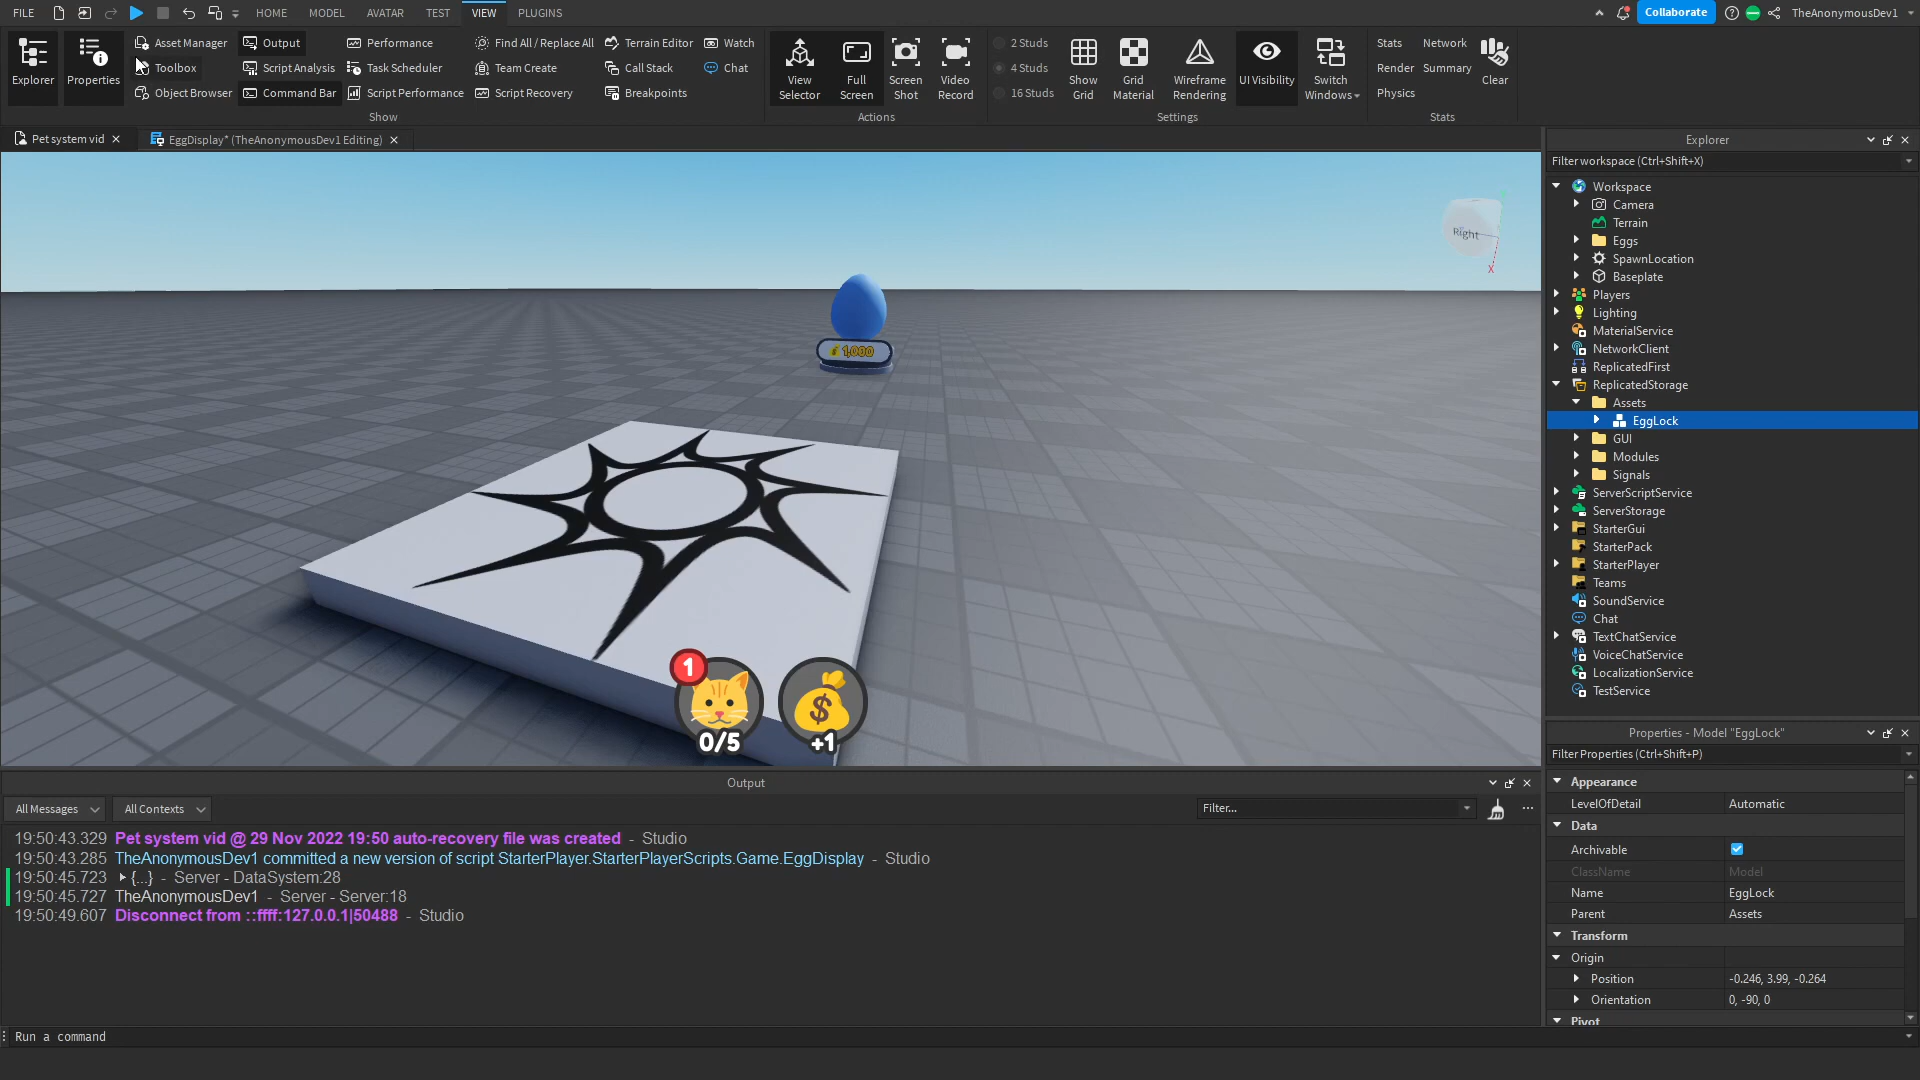 FILE
HOME
MODEL
AVATAR
TEST
VIEW
PLUGINS
Collaborate
TheAnonymousDev1
Explorer
Properties
Asset Manager
Toolbox
Object Browser
Output
Script Analysis
Command Bar
Performance
Task Scheduler
Script Performance
Find All / Replace All
Team Create
Script Recovery
Terrain Editor
Call Stack
Breakpoints
Watch
Chat
Show
View
Selector
Full
Screen
Screen
Shot
Video
Record
Actions
2 Studs
4 Studs
16 Studs
Show
Grid
Grid
Material
Wireframe
Rendering
UI Visibility
Switch
Windows
Settings
Stats
Render
Physics
Network
Summary
Clear
Stats
Pet system vid
EggDisplay* (TheAnonymousDev1 Editing)
Right
X
1,000
1
0/5
+1
Explorer
Filter workspace (Ctrl+Shift+X)
Workspace
Camera
Terrain
Eggs
SpawnLocation
Baseplate
Players
Lighting
MaterialService
NetworkClient
ReplicatedFirst
ReplicatedStorage
Assets
EggLock
GUI
Modules
Signals
ServerScriptService
ServerStorage
StarterGui
StarterPack
StarterPlayer
Teams
SoundService
Chat
TextChatService
VoiceChatService
LocalizationService
TestService
Properties - Model "EggLock"
Filter Properties (Ctrl+Shift+P)
Appearance
LevelOfDetail Automatic
Data
Archivable
ClassName Model
Name EggLock
Parent Assets
Transform
Origin
Position -0.246, 3.99, -0.264
Orientation 0, -90, 0
Pivot
Output
All Messages
All Contexts
Filter...
19:50:43.329 Pet system vid @ 29 Nov 2022 19:50 auto-recovery file was created - Studio
19:50:43.285 TheAnonymousDev1 committed a new version of script StarterPlayer.StarterPlayerScripts.Game.EggDisplay - Studio
19:50:45.723 {...} - Server - DataSystem:28
19:50:45.727 TheAnonymousDev1 - Server - Server:18
19:50:49.607 Disconnect from ::ffff:127.0.0.1|50488 - Studio
Run a command